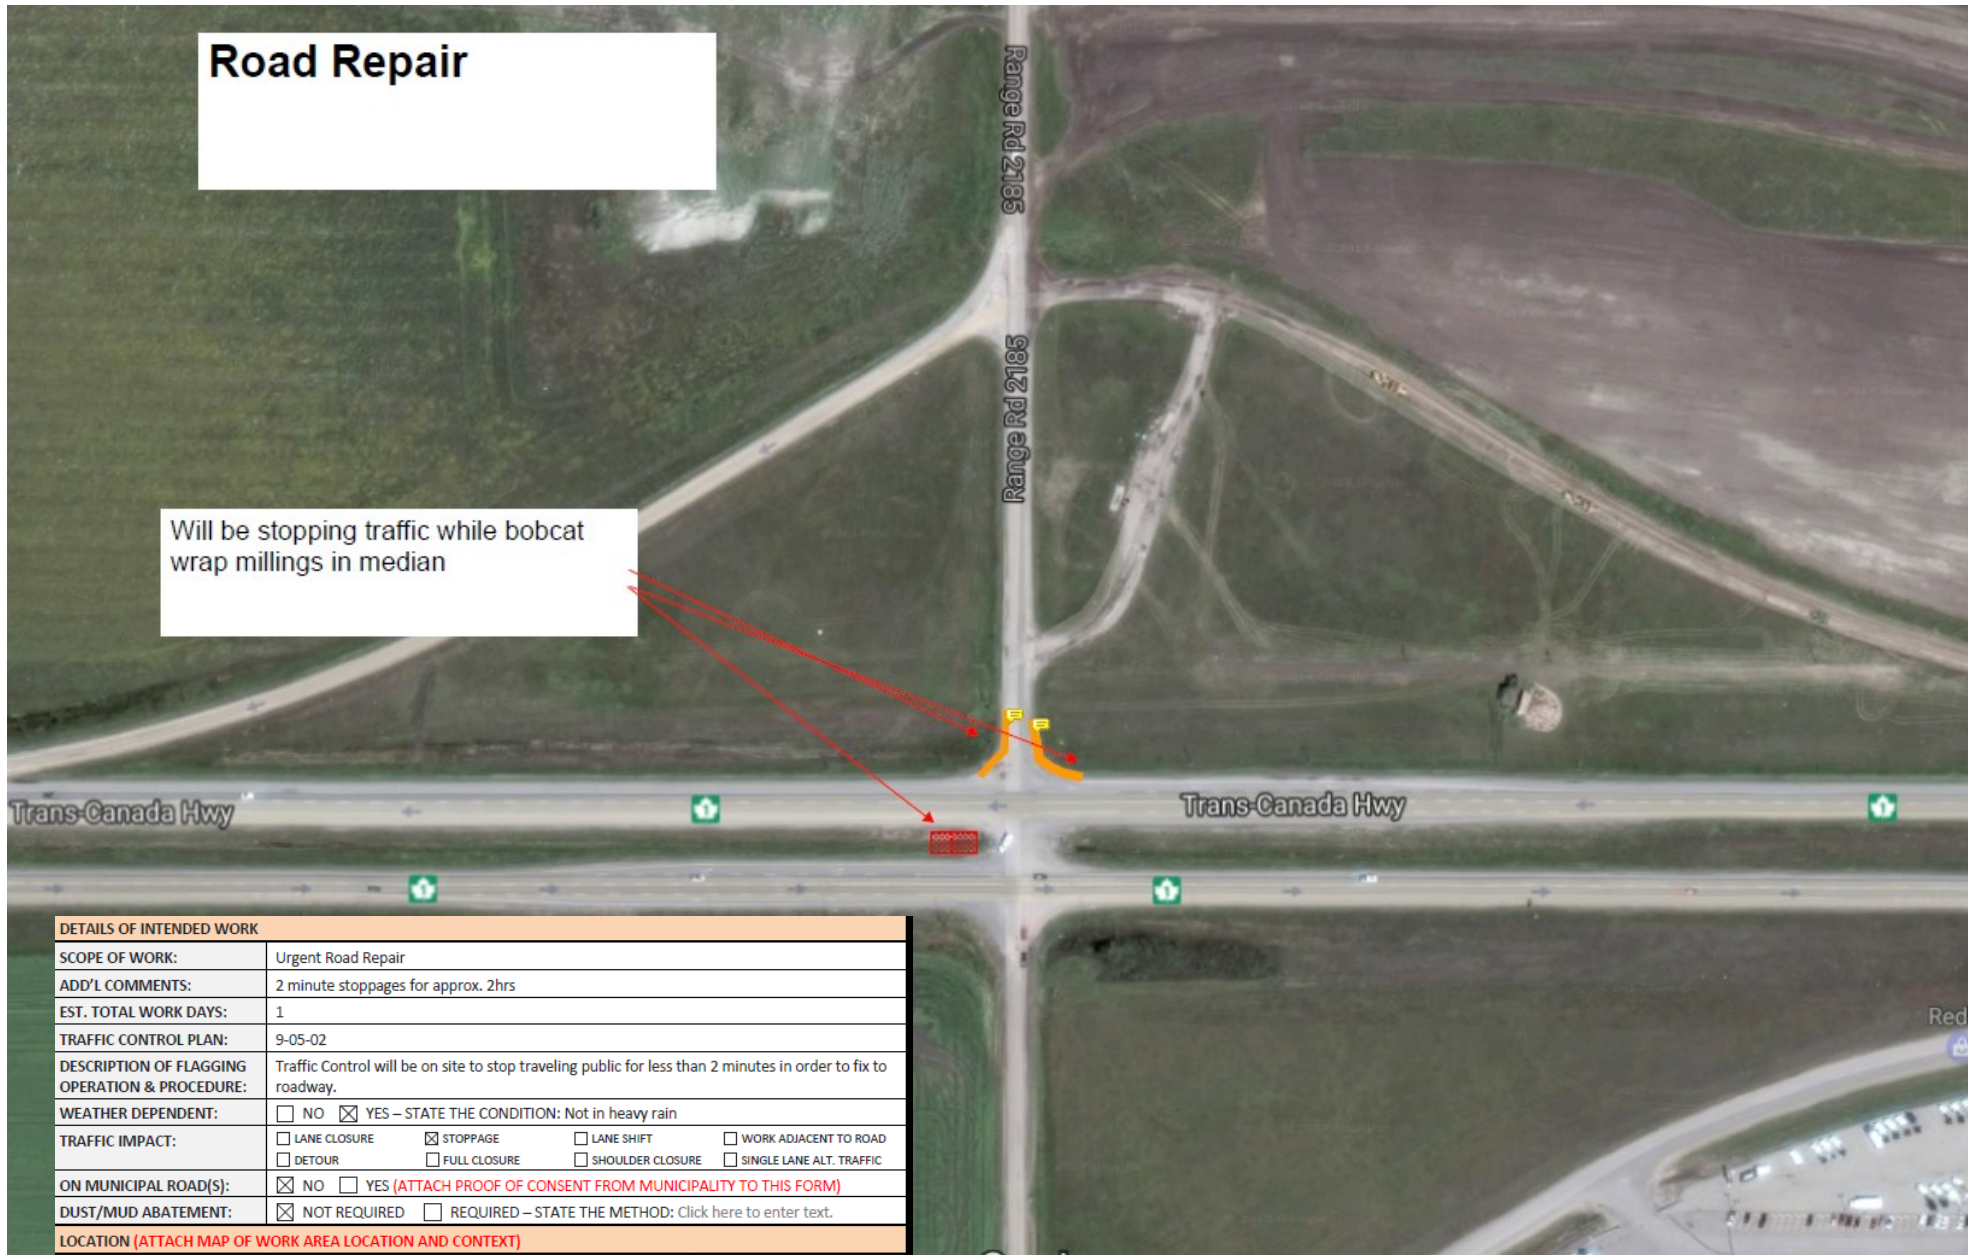 Road Repair
Range Rd 2185
Range Rd 2185
Will be stopping traffic while bobcat
wrap millings in median
Trans-Canada Hwy
1
Trans-Canada Hwy
1
1
1
Red
DETAILS OF INTENDED WORK
SCOPE OF WORK: Urgent Road Repair
ADD'L COMMENTS: 2 minute stoppages for approx. 2hrs
EST. TOTAL WORK DAYS: 1
TRAFFIC CONTROL PLAN: 9-05-02
DESCRIPTION OF FLAGGING Traffic Control will be on site to stop traveling public for less than 2 minutes in order to fix to
OPERATION & PROCEDURE: roadway.
WEATHER DEPENDENT: ☐ NO ☒ YES – STATE THE CONDITION: Not in heavy rain
TRAFFIC IMPACT: ☐ LANE CLOSURE ☒ STOPPAGE ☐ LANE SHIFT ☐ WORK ADJACENT TO ROAD
☐ DETOUR ☐ FULL CLOSURE ☐ SHOULDER CLOSURE ☐ SINGLE LANE ALT. TRAFFIC
ON MUNICIPAL ROAD(S): ☒ NO ☐ YES (ATTACH PROOF OF CONSENT FROM MUNICIPALITY TO THIS FORM)
DUST/MUD ABATEMENT: ☒ NOT REQUIRED ☐ REQUIRED – STATE THE METHOD: Click here to enter text.
LOCATION (ATTACH MAP OF WORK AREA LOCATION AND CONTEXT)